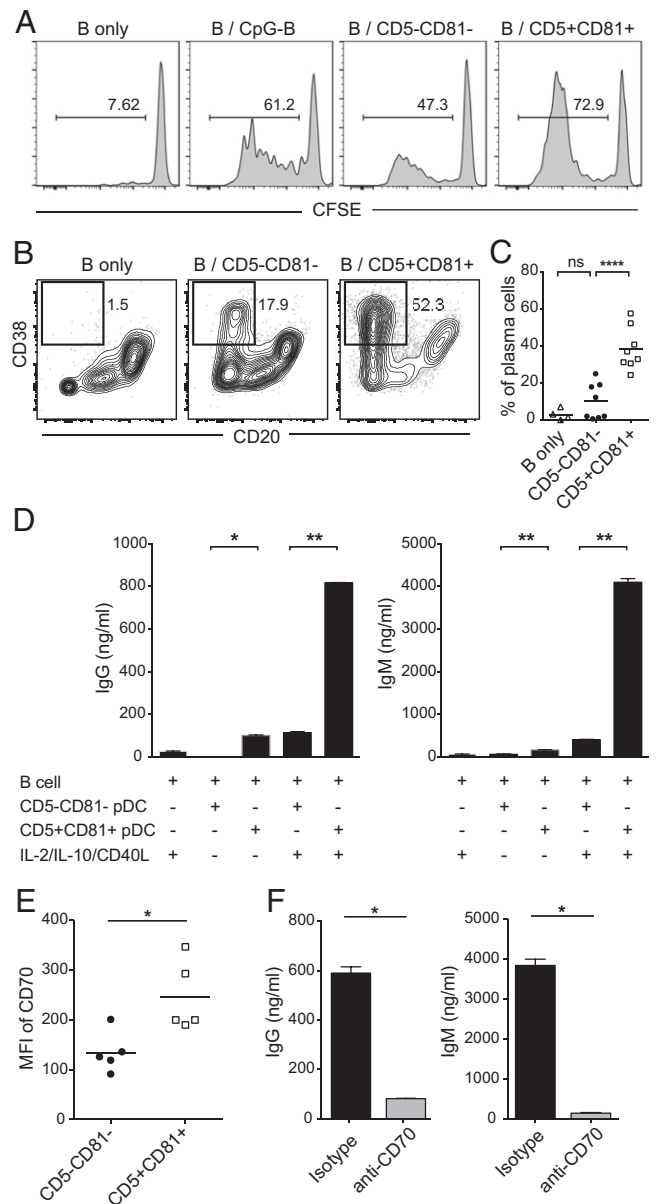 A
B only
B / CpG-B
B / CD5-CD81-
B / CD5+CD81+
7.62
61.2
47.3
72.9
CFSE
B
B only
B / CD5-CD81-
B / CD5+CD81+
1.5
17.9
52.3
CD38
CD20
C
ns
****
80
60
40
20
0
% of plasma cells
B only
CD5-CD81-
CD5+CD81+
D
1000
800
600
400
200
0
IgG (ng/ml)
*
**
5000
4000
3000
2000
1000
0
IgM (ng/ml)
**
**
B cell + + + + + + + + + +
CD5-CD81- pDC - + - + - - + - + -
CD5+CD81+ pDC - - + - + - - + - +
IL-2/IL-10/CD40L + - - + + + - - + +
E
*
400
300
200
100
0
MFI of CD70
CD5-CD81-
CD5+CD81+
F
*
800
600
400
200
0
IgG (ng/ml)
Isotype
anti-CD70
*
5000
4000
3000
2000
1000
0
IgM (ng/ml)
Isotype
anti-CD70